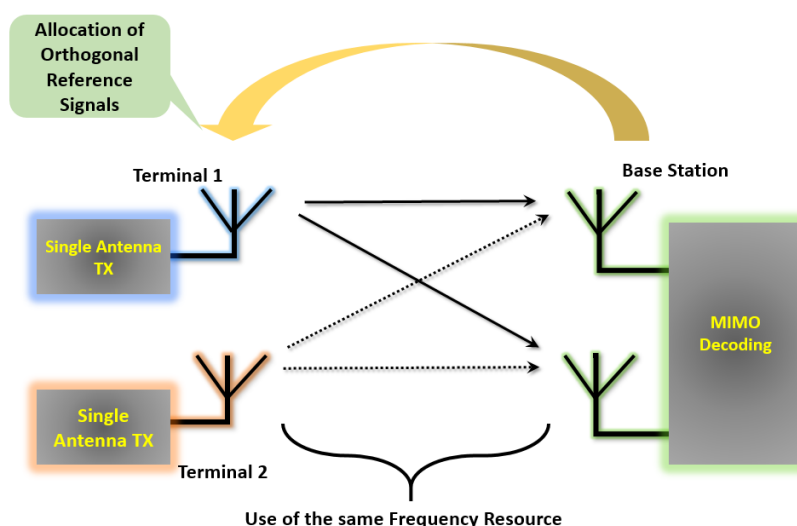 Allocation of
Orthogonal
Reference
Signals
Terminal 1
Base Station
Single Antenna
TX
MIMO
Decoding
Single
Antenna TX
Terminal 2
Use of the same Frequency Resource